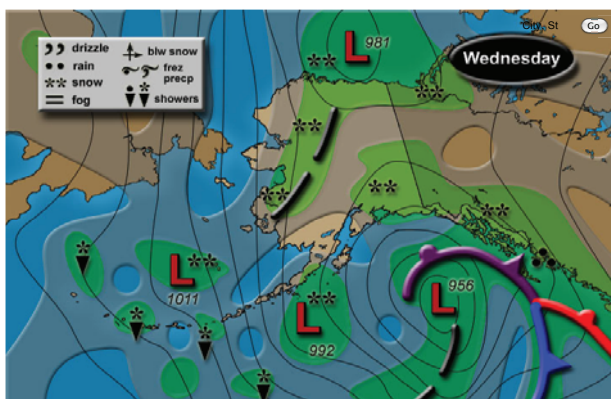 City, St Go
981
Wednesday
drizzle blw snow
rain frez
precp
snow
fog showers
956
1011
992
L
L
L
L